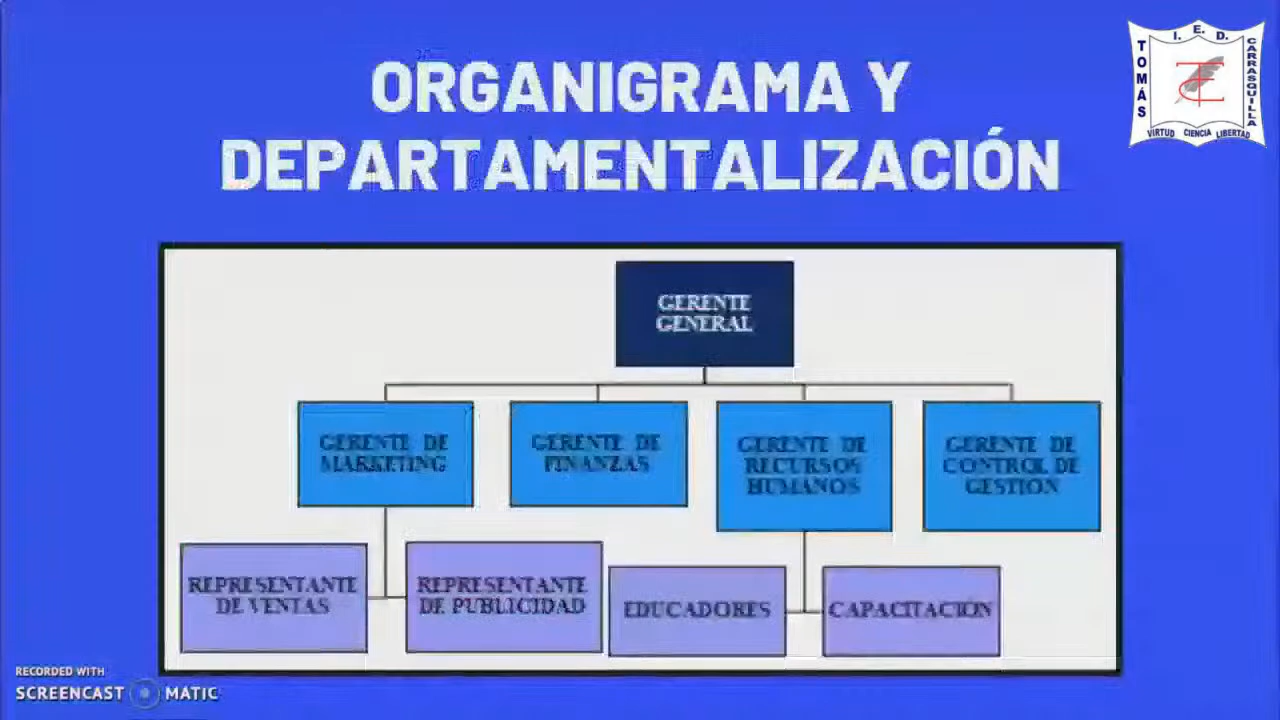 ORGANIGRAMA Y
DEPARTAMENTALIZACIÓN
I. E. D.
TOMÁS
CARRASQUILLA
VIRTUD CIENCIA LIBERTAD
GERENTE
GENERAL
GERENTE DE
MARKETING
GERENTE DE
FINANZAS
GERENTE DE
RECURSOS
HUMANOS
GERENTE DE
CONTROL DE
GESTION
REPRESENTANTE
DE VENTAS
REPRESENTANTE
DE PUBLICIDAD
EDUCADORES
CAPACITACIÓN
RECORDED WITH
SCREENCAST MATIC